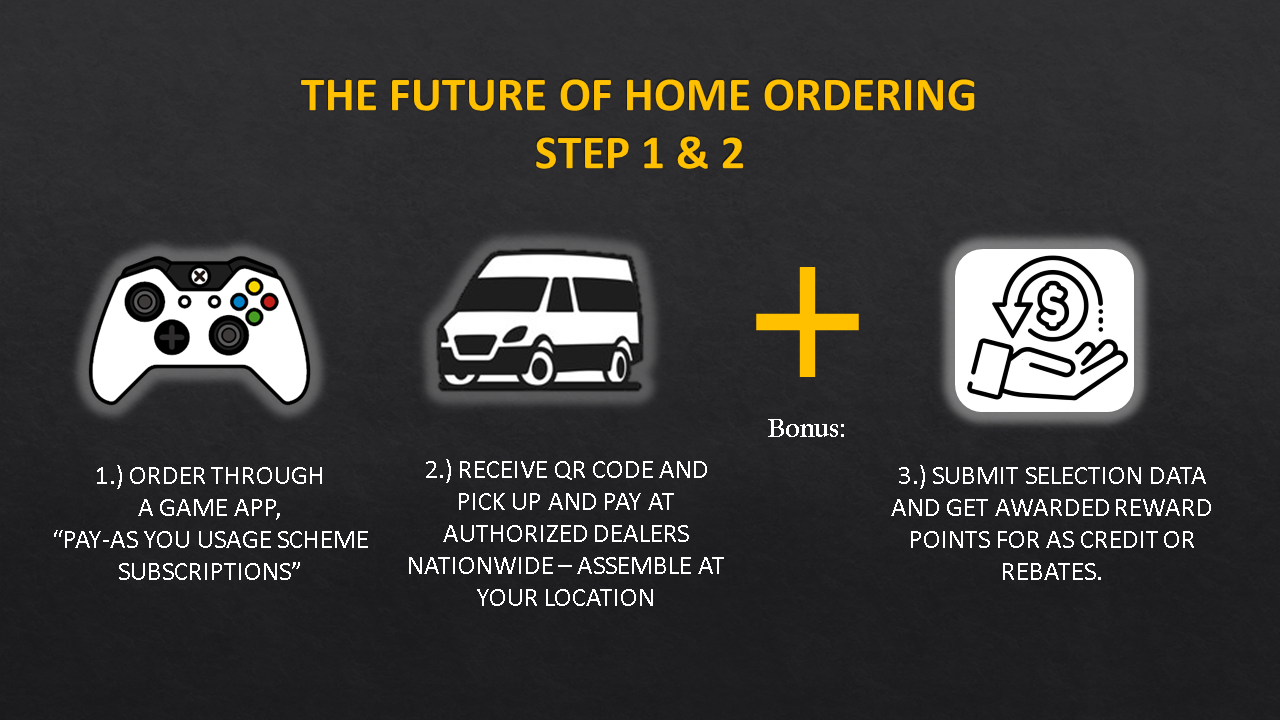 THE FUTURE OF HOME ORDERING
STEP 1 & 2
1.) ORDER THROUGH
A GAME APP,
“PAY-AS YOU USAGE SCHEME
SUBSCRIPTIONS”
2.) RECEIVE QR CODE AND
PICK UP AND PAY AT
AUTHORIZED DEALERS
NATIONWIDE – ASSEMBLE AT
YOUR LOCATION
Bonus:
3.) SUBMIT SELECTION DATA
AND GET AWARDED REWARD
POINTS FOR AS CREDIT OR
REBATES.